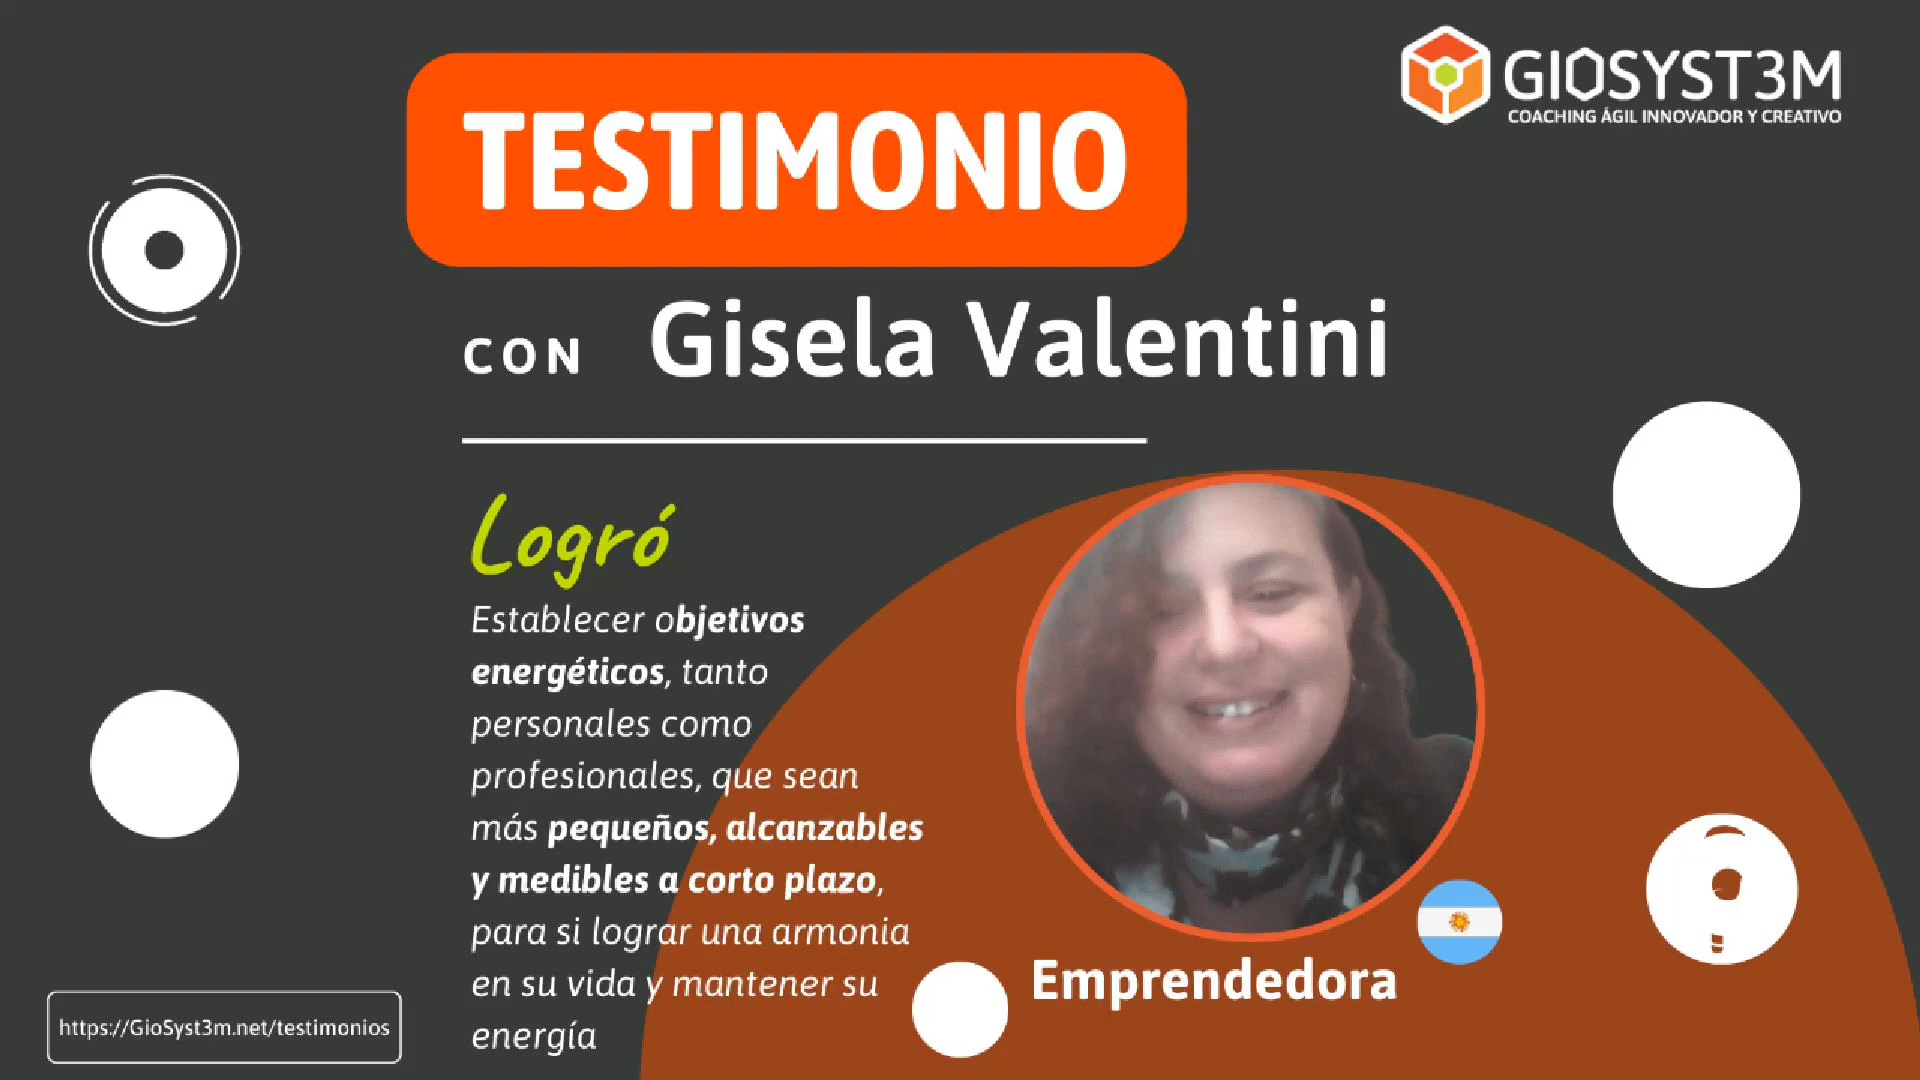 GIOSYST3M
COACHING ÁGIL INNOVADOR Y CREATIVO
TESTIMONIO
CON Gisela Valentini
Logró
Establecer objetivos
energéticos, tanto
personales como
profesionales, que sean
más pequeños, alcanzables
y medibles a corto plazo,
para si lograr una armonia
en su vida y mantener su
energía
Emprendedora
https://GioSyst3m.net/testimonios